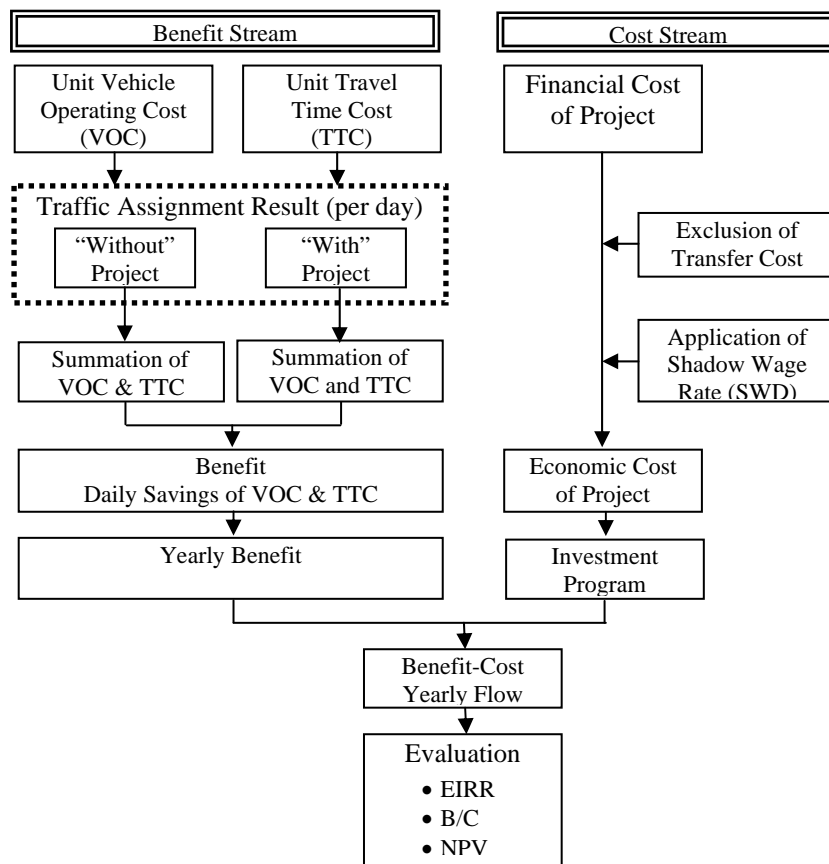 Benefit Stream
Cost Stream
Unit Vehicle
Operating Cost
(VOC)
Unit Travel
Time Cost
(TTC)
Financial Cost
of Project
Traffic Assignment Result (per day)
“Without”
Project
“With”
Project
Exclusion of
Transfer Cost
Summation of
VOC & TTC
Summation of
VOC and TTC
Application of
Shadow Wage
Rate (SWD)
Benefit
Daily Savings of VOC & TTC
Economic Cost
of Project
Yearly Benefit
Investment
Program
Benefit-Cost
Yearly Flow
Evaluation
• EIRR
• B/C
• NPV